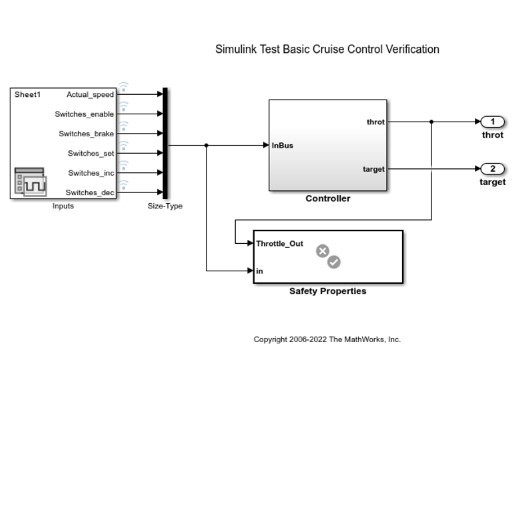 Simulink Test Basic Cruise Control Verification
Sheet1
Actual_speed
Switches_enable
Switches_brake
Switches_set
Switches_inc
Switches_dec
Inputs
Size-Type
InBus
throt
target
Controller
1
throt
2
target
Throttle_Out
in
Safety Properties
Copyright 2006-2022 The MathWorks, Inc.